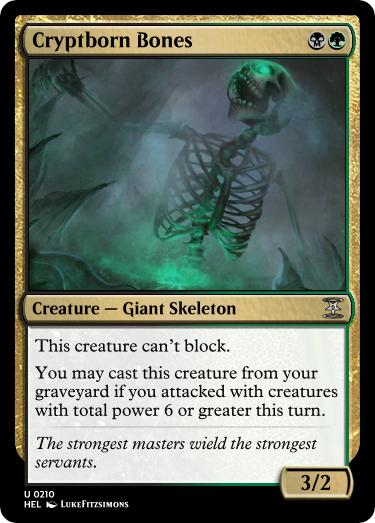 Cryptborn Bones
Creature — Giant Skeleton
This creature can't block.
You may cast this creature from your
graveyard if you attacked with creatures
with total power 6 or greater this turn.
The strongest masters wield the strongest
servants.
3/2
U 0210
HEL LukeFitzsimons